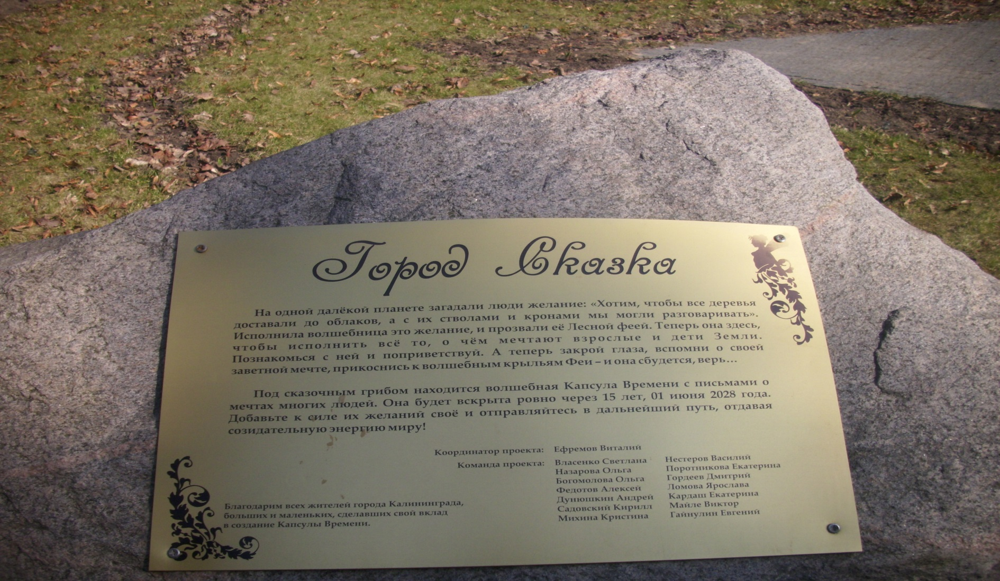 Город Сказка
На одной далёкой планете загадали люди желание: «Хотим, чтобы все деревья
доставали до облаков, а с их стволами и кронами мы могли разговаривать».
Исполнила волшебница это желание, и прозвали её Лесной феей. Теперь она здесь,
чтобы исполнить всё то, о чём мечтают взрослые и дети Земли.
Познакомься с ней и поприветствуй. А теперь закрой глаза, вспомни о своей
заветной мечте, прикоснись к волшебным крыльям Феи – и она сбудется, верь...
Под сказочным грибом находится волшебная Капсула Времени с письмами о
мечтах многих людей. Она будет вскрыта ровно через 15 лет, 01 июня 2028 года.
Добавьте к силе их желаний своё и отправляйтесь в дальнейший путь, отдавая
созидательную энергию миру!
Координатор проекта: Ефремов Виталий
Команда проекта: Власенко Светлана Нестеров Василий
Назарова Ольга Поротникова Екатерина
Богомолова Ольга Гордеев Дмитрий
Федотов Алексей Ломова Ярослава
Дунюшкин Андрей Кардаш Екатерина
Садовский Кирилл Майле Виктор
Михина Кристина Гайнулин Евгений
Благодарим всех жителей города Калининграда,
больших и маленьких, сделавших свой вклад
в создание Капсулы Времени.